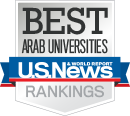 BEST
ARAB UNIVERSITIES
U.S. News
& WORLD REPORT
RANKINGS